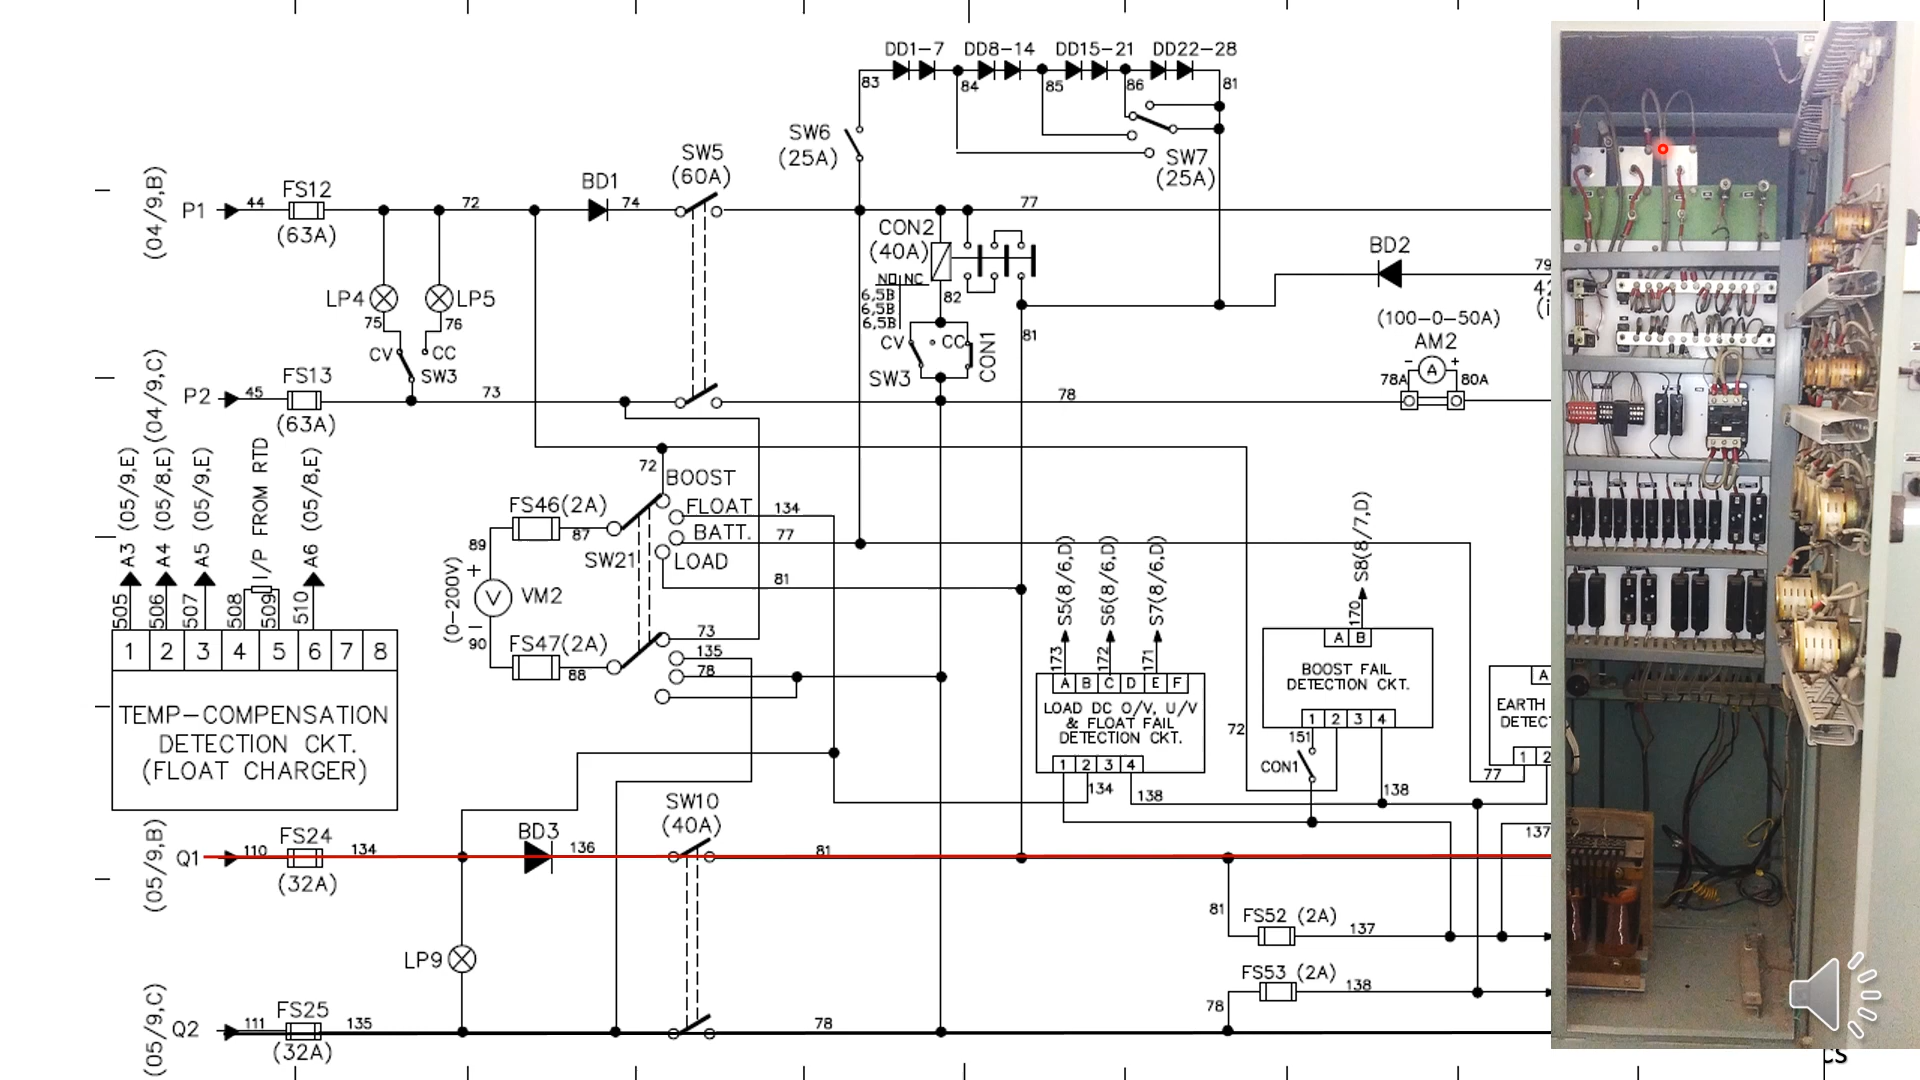 DD1-7 DD8-14 DD15-21 DD22-28
83 84 85 86 81
SW6
(25A)
SW7
(25A)
(04/9,B)
P1 44 FS12
(63A)
72
BD1
74
SW5
(60A)
77
CON2
(40A)
NO NC
6,5B
6,5B
6,5B
82
BD2
79
LP4 LP5
75 76
CV CC
SW3
CV CC
SW3
CON1
81
(100-0-50A)
AM2
- +
A
78A 80A
(04/9,C)
P2 45 FS13
(63A)
73
78
A3 (05/9,E)
A4 (05/8,E)
A5 (05/9,E)
I/P FROM RTD
A6 (05/8,E)
505 506 507 508 509 510
1 2 3 4 5 6 7 8
TEMP-COMPENSATION
DETECTION CKT.
(FLOAT CHARGER)
72
BOOST
FLOAT 134
BATT. 77
LOAD
81
FS46(2A)
87
89
SW21
(0-200V)
+
V VM2
-
90
FS47(2A)
88
73
135
78
S5(8/6,D)
S6(8/6,D)
S7(8/6,D)
173 172 171
A B C D E F
LOAD DC O/V, U/V
& FLOAT FAIL
DETECTION CKT.
1 2 3 4
134 138
S8(8/7,D)
170
A B
BOOST FAIL
DETECTION CKT.
1 2 3 4
151
CON1
72
138
A
EARTH
DETECT
1 2
77
137
(05/9,B)
Q1 110 FS24
(32A)
134
BD3
136
SW10
(40A)
81
81
FS52 (2A)
137
LP9
FS53 (2A)
138
78
(05/9,C)
Q2 111 FS25
(32A)
135
78
cs